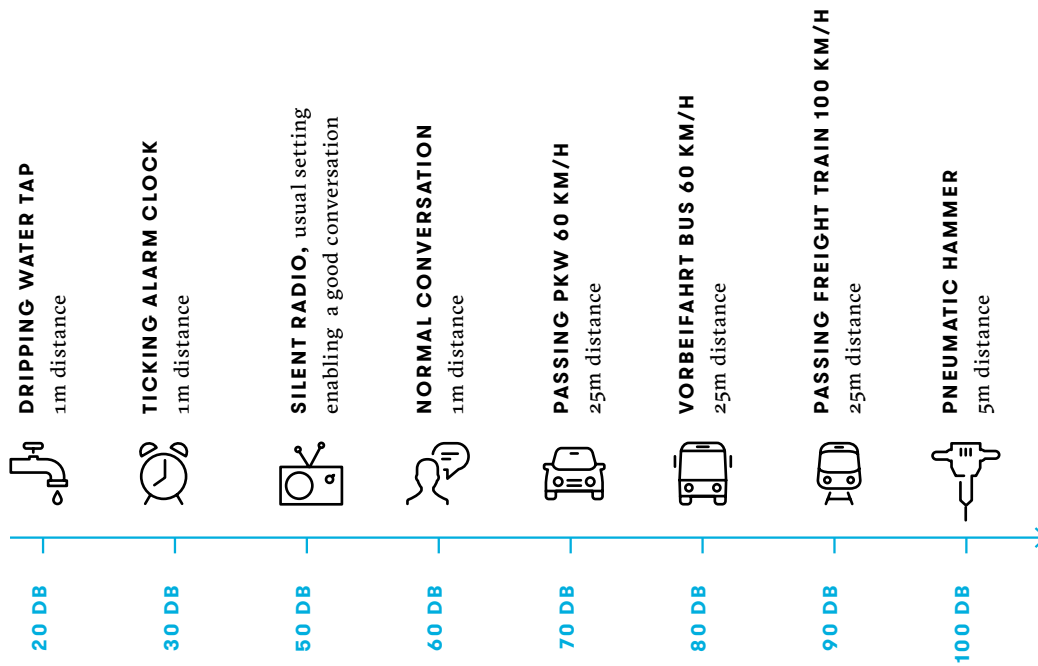 DRIPPING WATER TAP
1m distance
TICKING ALARM CLOCK
1m distance
SILENT RADIO, usual setting
enabling a good conversation
NORMAL CONVERSATION
1m distance
PASSING PKW 60 KM/H
25m distance
VORBEIFAHRT BUS 60 KM/H
25m distance
PASSING FREIGHT TRAIN 100 KM/H
25m distance
PNEUMATIC HAMMER
5m distance
20 DB
30 DB
50 DB
60 DB
70 DB
80 DB
90 DB
100 DB